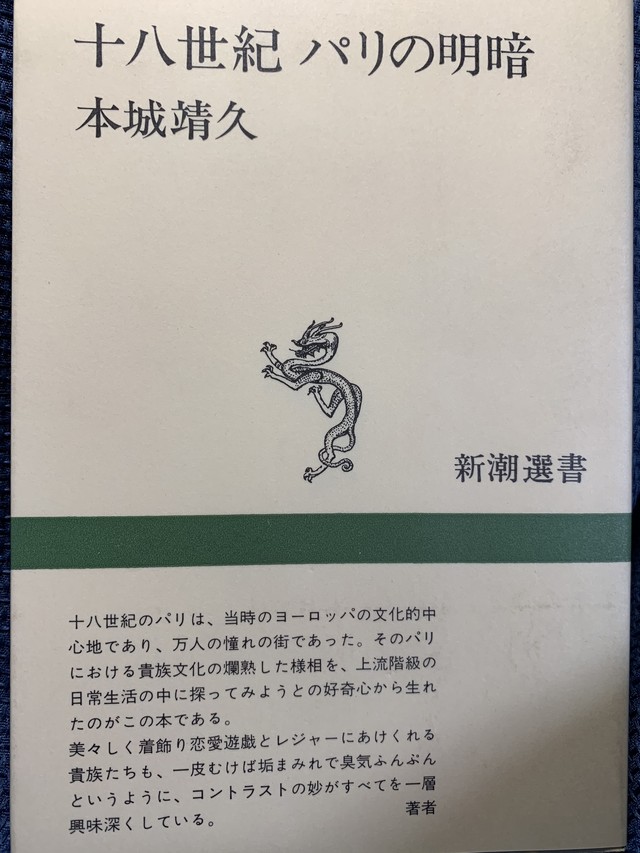 十八世紀 パリの明暗
本城靖久
新潮選書
十八世紀のパリは、当時のヨーロッパの文化的中
心地であり、万人の憧れの街であった。そのパリ
における貴族文化の爛熟した様相を、上流階級の
日常生活の中に探ってみようとの好奇心から生れ
たのがこの本である。
美々しく着飾り恋愛遊戯とレジャーにあけくれる
貴族たちも、一皮むけば垢まみれで臭気ふんぷん
というように、コントラストの妙がすべてを一層
興味深くしている。
著者